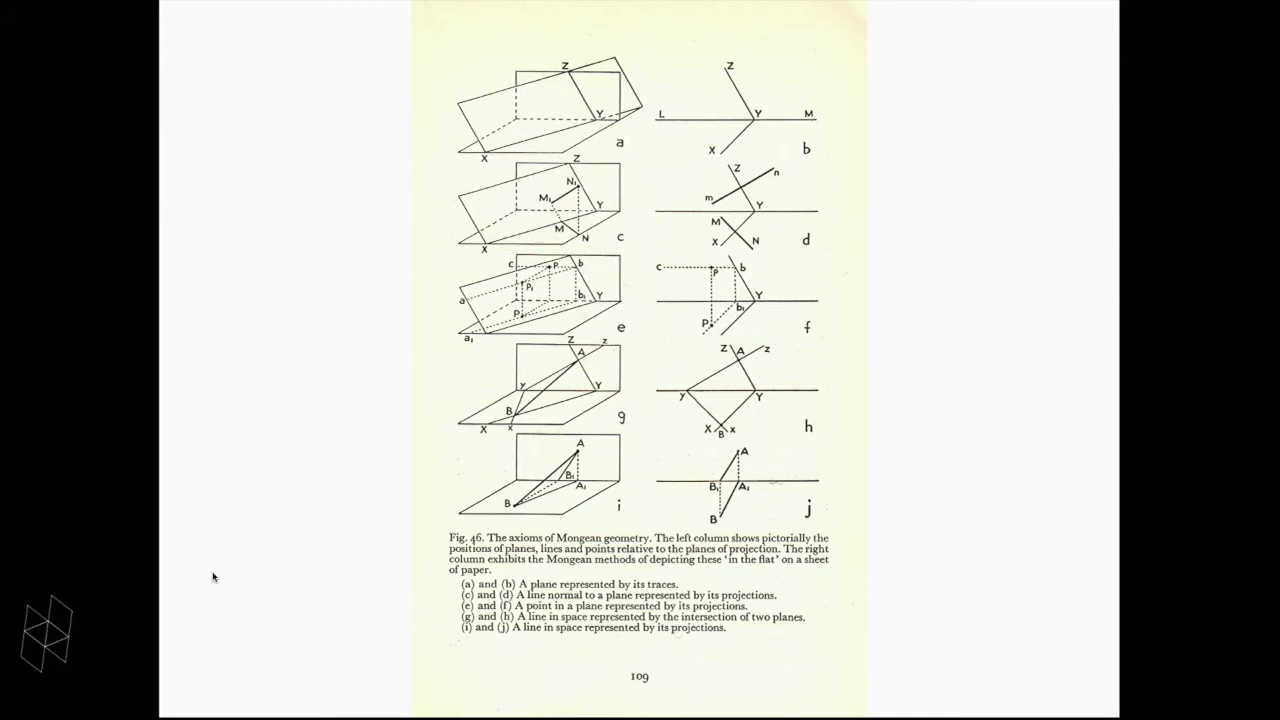 Z
Y
X
a
Z
L Y M
X
b
Z
N₁
M₁
Y
M
N
X
c
Z n
m
Y
M
X N
d
c P b
P₁
a
b₁ Y
P
a₁
e
c p b
Y
b₁
P
f
Z z
A
y Y
B
X x
g
Z A z
y Y
X B x
h
A
B₁
A₁
B
i
A
B₁ A₁
B
j
Fig. 46. The axioms of Mongean geometry. The left column shows pictorially the
positions of planes, lines and points relative to the planes of projection. The right
column exhibits the Mongean methods of depicting these ‘in the flat’ on a sheet
of paper.
(a) and (b) A plane represented by its traces.
(c) and (d) A line normal to a plane represented by its projections.
(e) and (f) A point in a plane represented by its projections.
(g) and (h) A line in space represented by the intersection of two planes.
(i) and (j) A line in space represented by its projections.
109